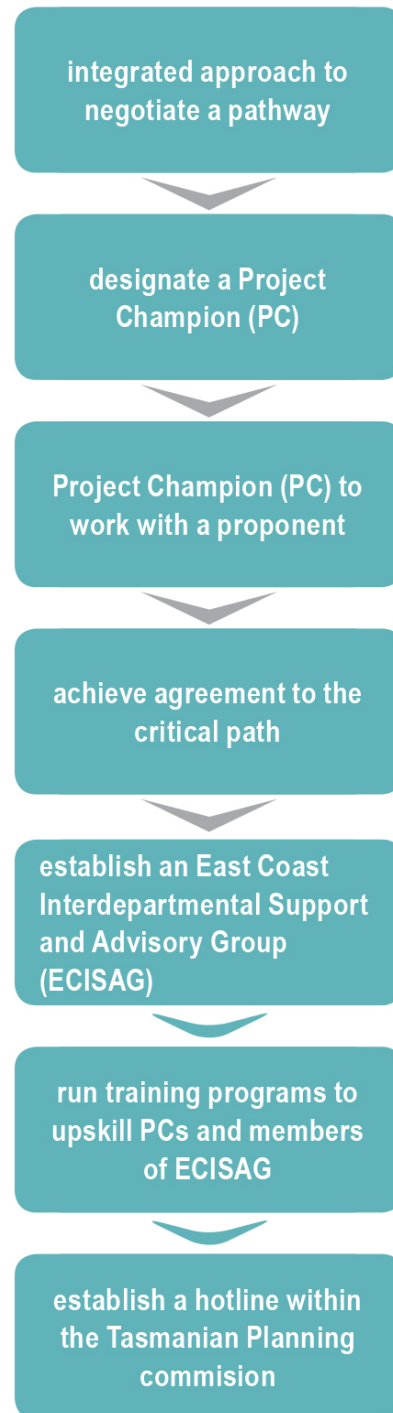 integrated approach to
negotiate a pathway
designate a Project
Champion (PC)
Project Champion (PC) to
work with a proponent
achieve agreement to the
critical path
establish an East Coast
Interdepartmental Support
and Advisory Group
(ECISAG)
run training programs to
upskill PCs and members
of ECISAG
establish a hotline within
the Tasmanian Planning
commision